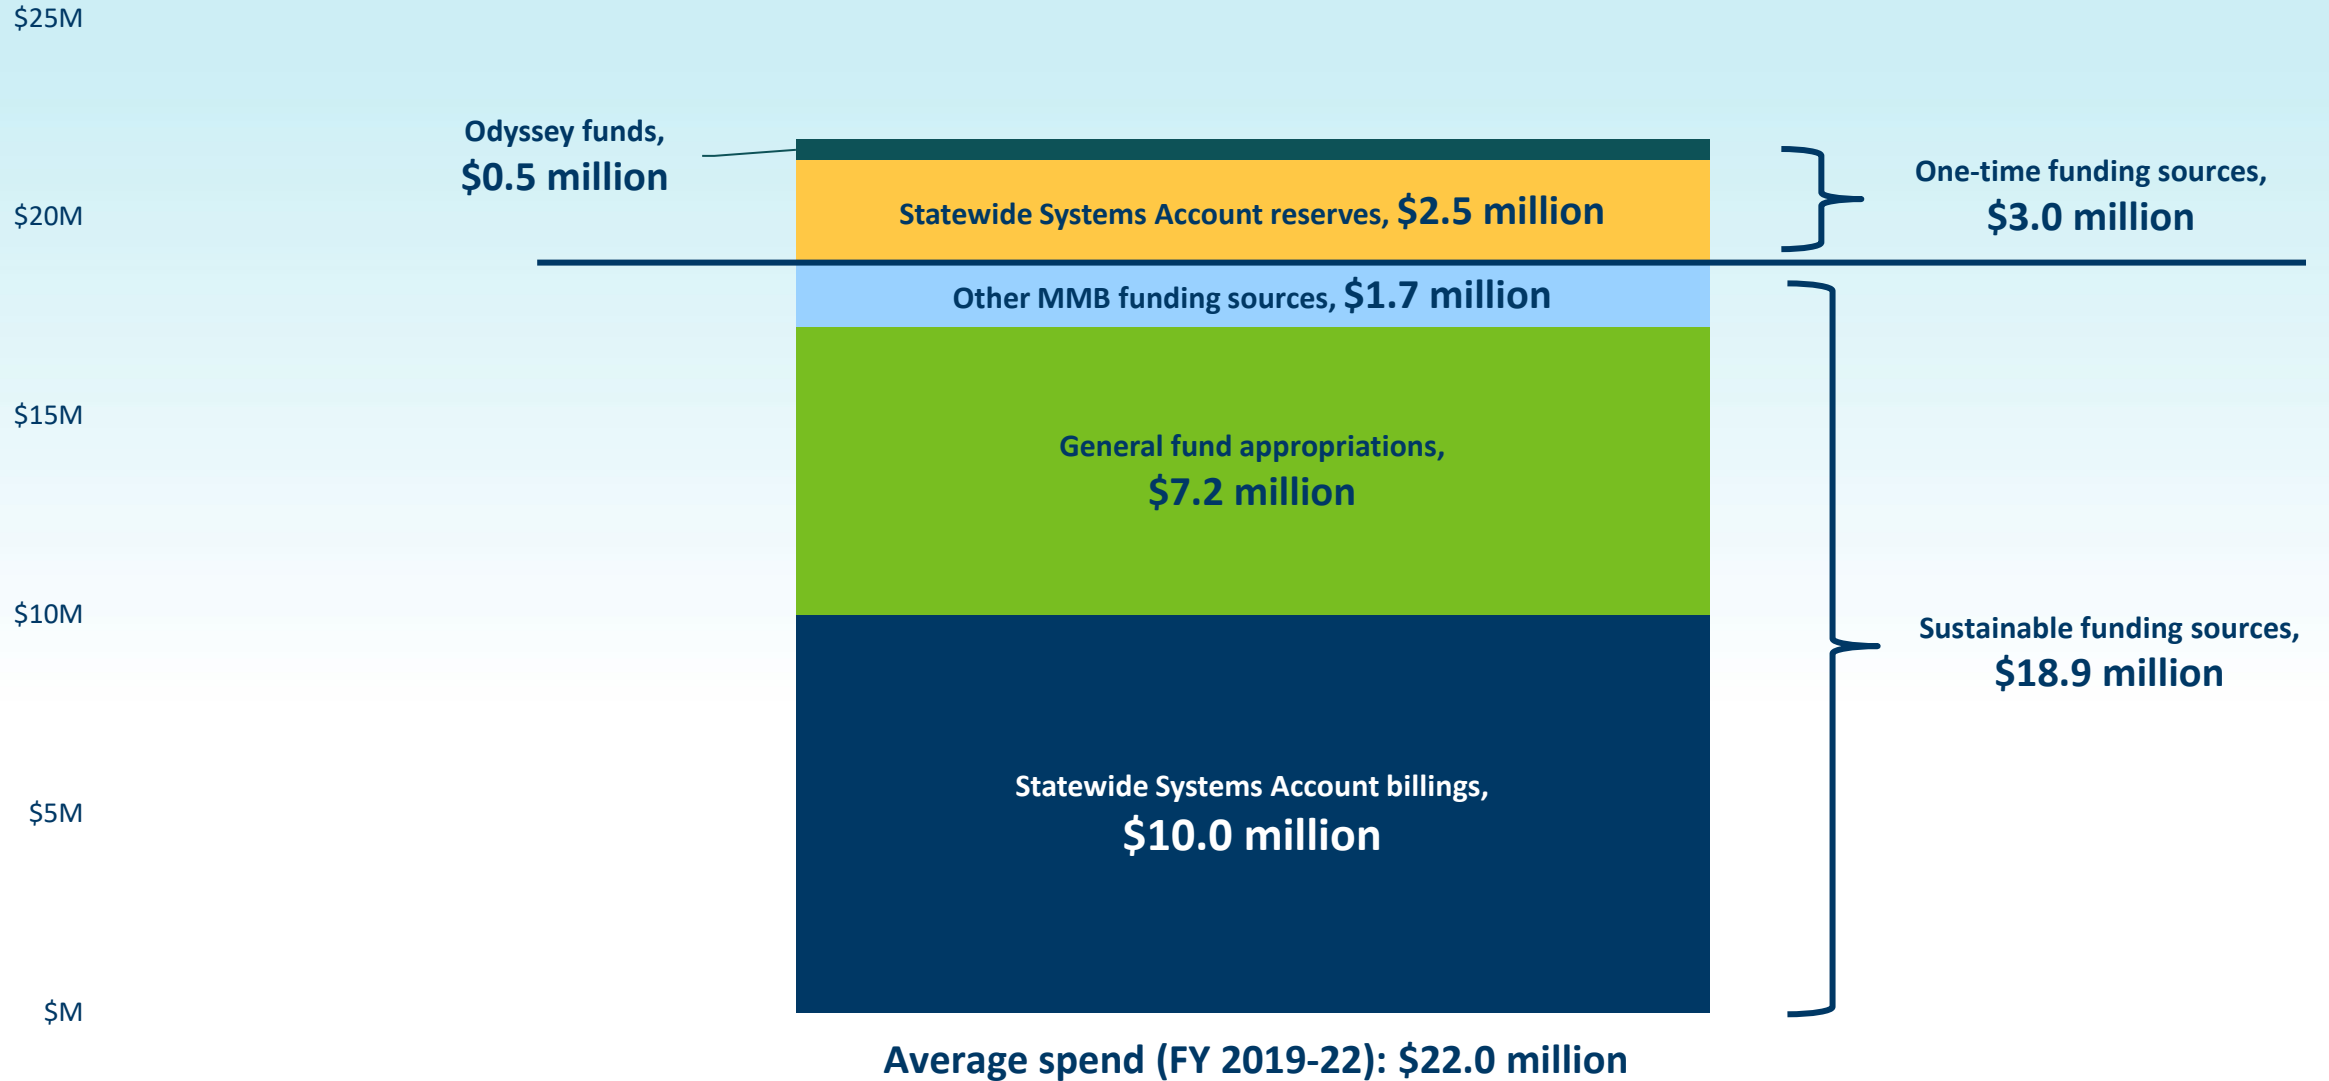 $25M
$20M
$15M
$10M
$5M
$M
Odyssey funds,
$0.5 million
Statewide Systems Account reserves, $2.5 million
Other MMB funding sources, $1.7 million
General fund appropriations,
$7.2 million
Statewide Systems Account billings,
$10.0 million
One-time funding sources,
$3.0 million
Sustainable funding sources,
$18.9 million
Average spend (FY 2019-22): $22.0 million